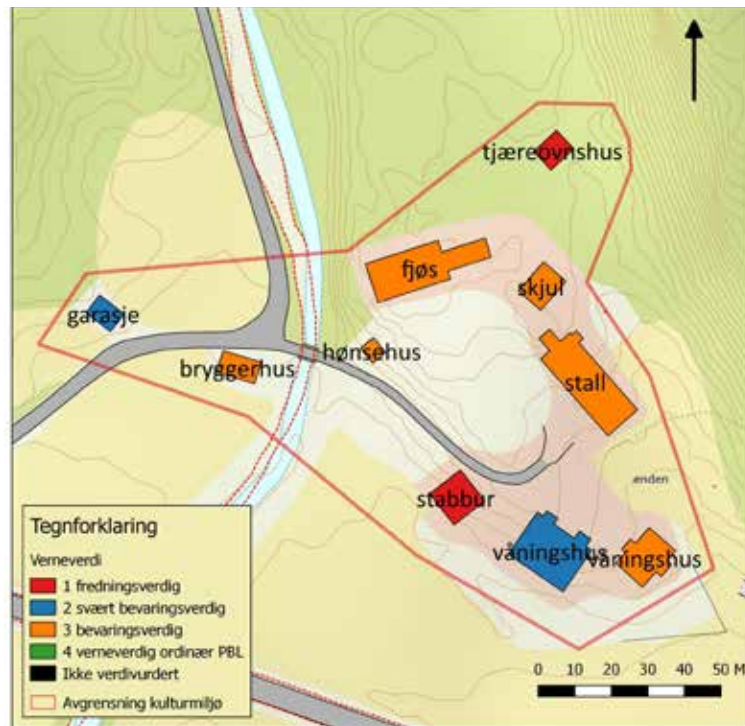 tjæreovnshus
fjøs
skjul
garasje
hønsehus
bryggerhus
stall
ænden
stabbur
våningshus
våningshus
Tegnforklaring
Verneverdi
1 fredningsverdig
2 svært bevaringsverdig
3 bevaringsverdig
4 verneverdig ordinær PBL
Ikke verdivurdert
Avgrensning kulturmiljø
0 10 20 30 40 50 M